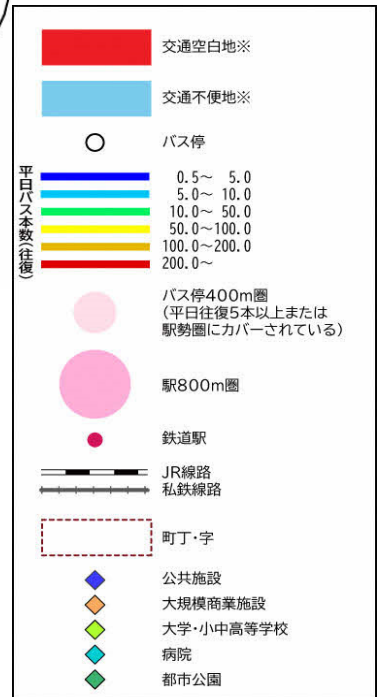 交通空白地※
交通不便地※
バス停
平日バス本数(往復)
0.5～ 5.0
5.0～ 10.0
10.0～ 50.0
50.0～100.0
100.0～200.0
200.0～
バス停400m圏
(平日往復5本以上または
駅勢圏にカバーされている)
駅800m圏
鉄道駅
JR線路
私鉄線路
町丁・字
公共施設
大規模商業施設
大学・小中高等学校
病院
都市公園